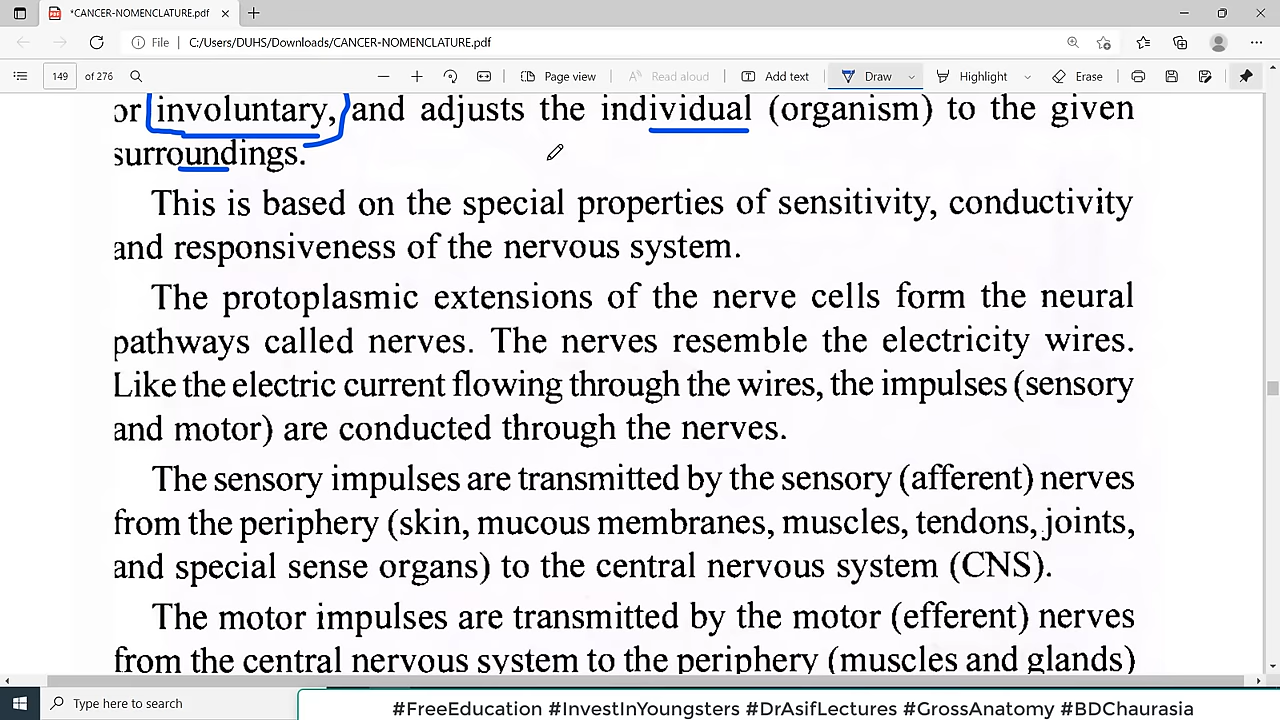 *CANCER-NOMENCLATURE.pdf
File C:/Users/DUHS/Downloads/CANCER-NOMENCLATURE.pdf
149 of 276 Page view Read aloud Add text Draw Highlight Erase
or involuntary, and adjusts the individual (organism) to the given
surroundings.
This is based on the special properties of sensitivity, conductivity
and responsiveness of the nervous system.
The protoplasmic extensions of the nerve cells form the neural
pathways called nerves. The nerves resemble the electricity wires.
Like the electric current flowing through the wires, the impulses (sensory
and motor) are conducted through the nerves.
The sensory impulses are transmitted by the sensory (afferent) nerves
from the periphery (skin, mucous membranes, muscles, tendons, joints,
and special sense organs) to the central nervous system (CNS).
The motor impulses are transmitted by the motor (efferent) nerves
from the central nervous system to the periphery (muscles and glands)
Type here to search
#FreeEducation #InvestInYoungsters #DrAsifLectures #GrossAnatomy #BDChaurasia